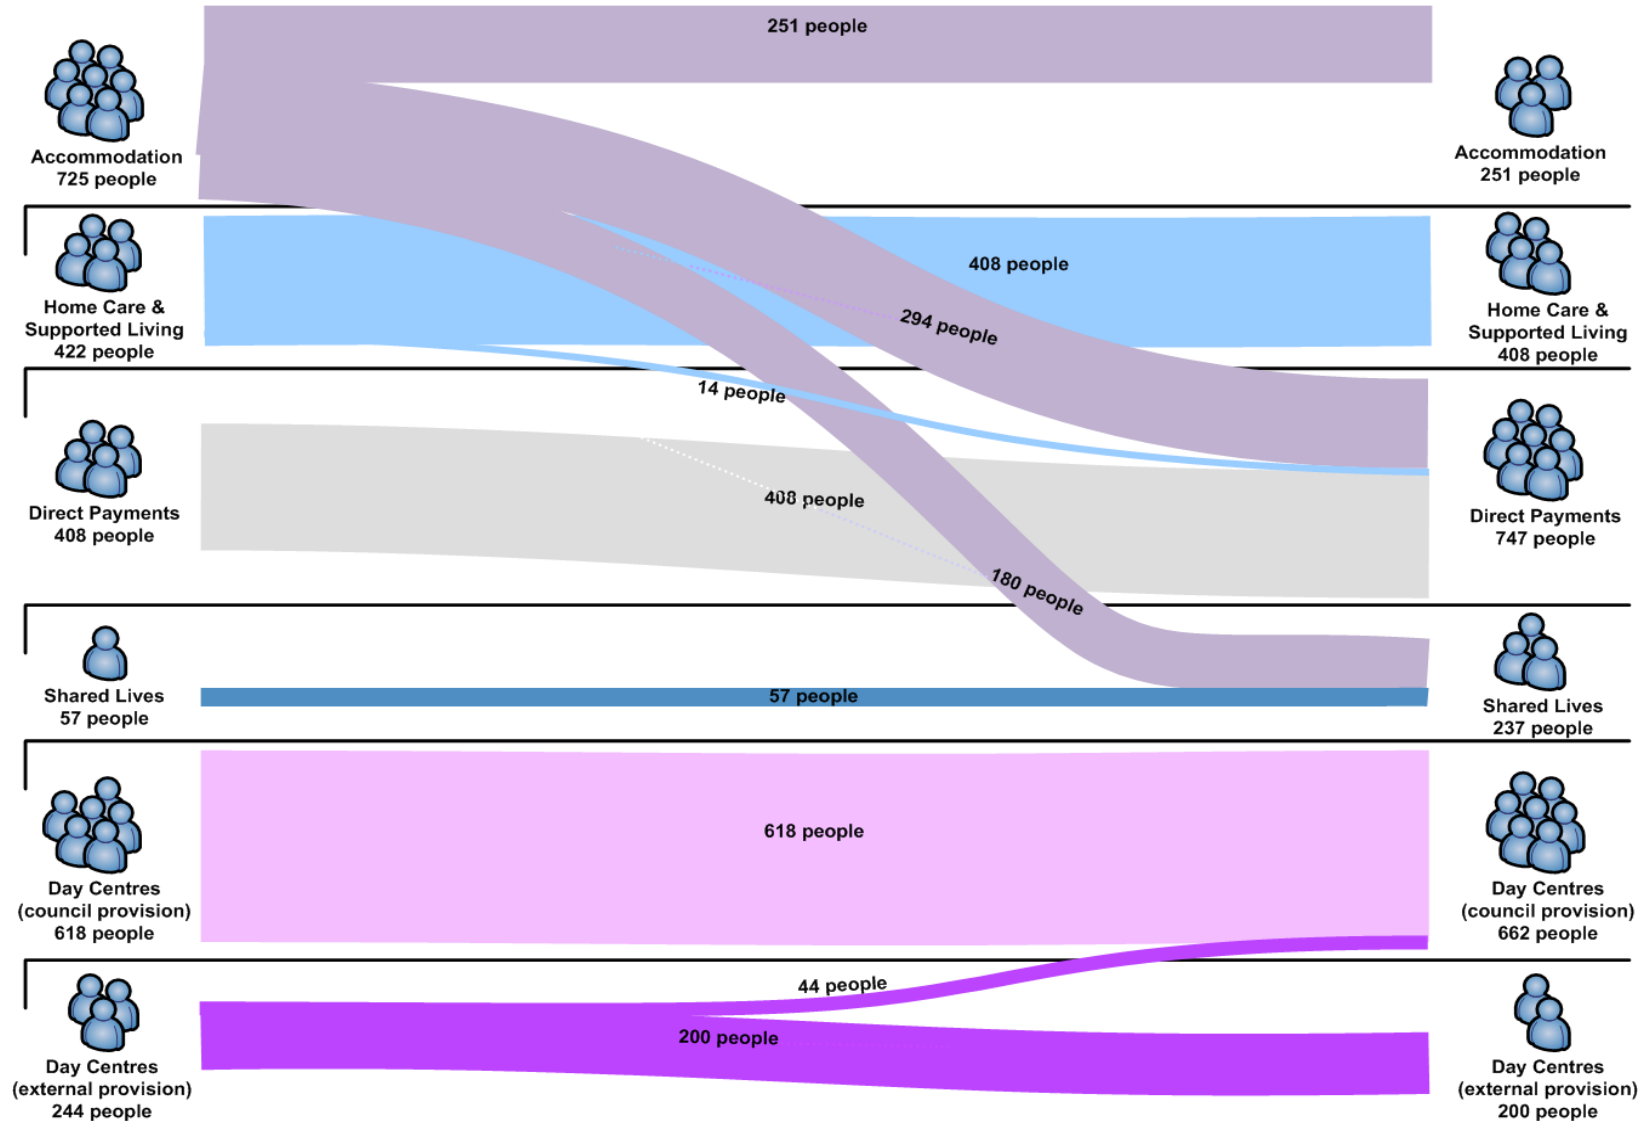 251 people
Accommodation
725 people
Accommodation
251 people
408 people
Home Care &
Supported Living
422 people
Home Care &
Supported Living
408 people
294 people
14 people
408 people
Direct Payments
408 people
Direct Payments
747 people
180 people
57 people
Shared Lives
57 people
Shared Lives
237 people
618 people
Day Centres
(council provision)
618 people
Day Centres
(council provision)
662 people
44 people
200 people
Day Centres
(external provision)
244 people
Day Centres
(external provision)
200 people